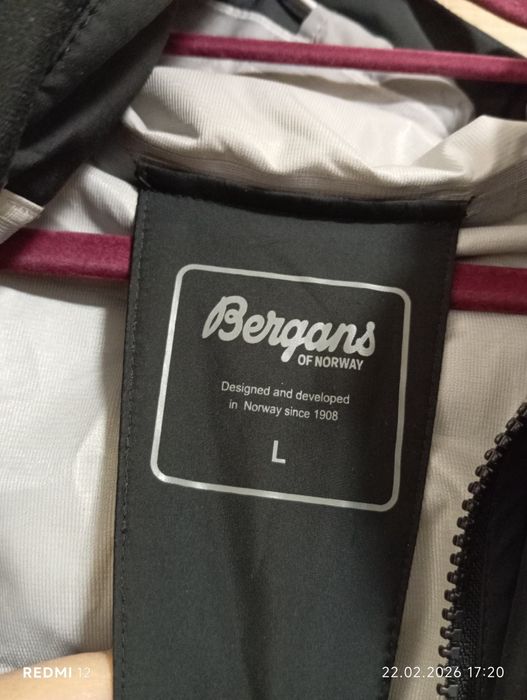 Bergans
OF NORWAY
Designed and developed
in Norway since 1908
L
REDMI 12
22.02.2026 17:20